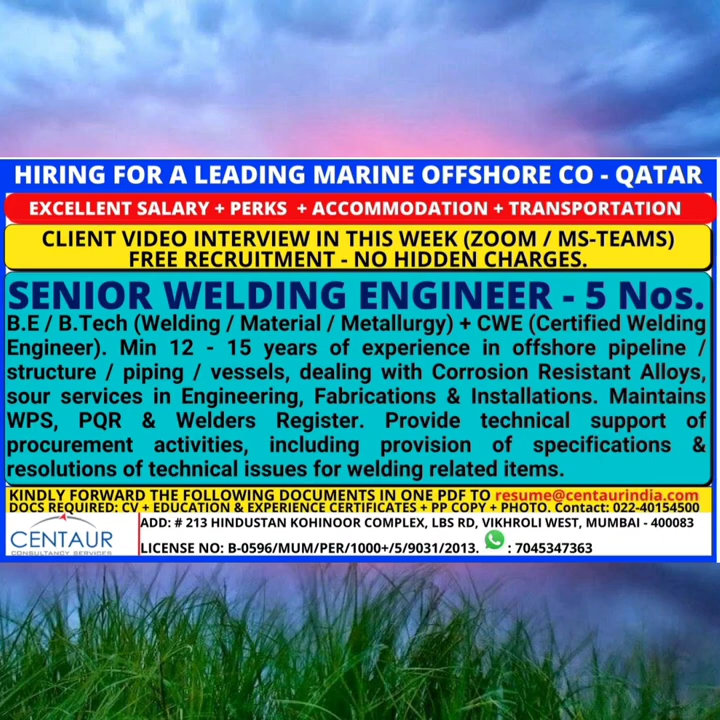 HIRING FOR A LEADING MARINE OFFSHORE CO - QATAR
EXCELLENT SALARY + PERKS + ACCOMMODATION + TRANSPORTATION
CLIENT VIDEO INTERVIEW IN THIS WEEK (ZOOM / MS-TEAMS)
FREE RECRUITMENT - NO HIDDEN CHARGES.
SENIOR WELDING ENGINEER - 5 Nos.
B.E / B.Tech (Welding / Material / Metallurgy) + CWE (Certified Welding
Engineer). Min 12 - 15 years of experience in offshore pipeline /
structure / piping / vessels, dealing with Corrosion Resistant Alloys,
sour services in Engineering, Fabrications & Installations. Maintains
WPS, PQR & Welders Register. Provide technical support of
procurement activities, including provision of specifications &
resolutions of technical issues for welding related items.
KINDLY FORWARD THE FOLLOWING DOCUMENTS IN ONE PDF TO resume@centaurindia.com
DOCS REQUIRED: CV + EDUCATION & EXPERIENCE CERTIFICATES + PP COPY + PHOTO. Contact: 022-40154500
CENTAUR
CONSULTANCY SERVICES
ADD: # 213 HINDUSTAN KOHINOOR COMPLEX, LBS RD, VIKHROLI WEST, MUMBAI - 400083
LICENSE NO: B-0596/MUM/PER/1000+/5/9031/2013. : 7045347363